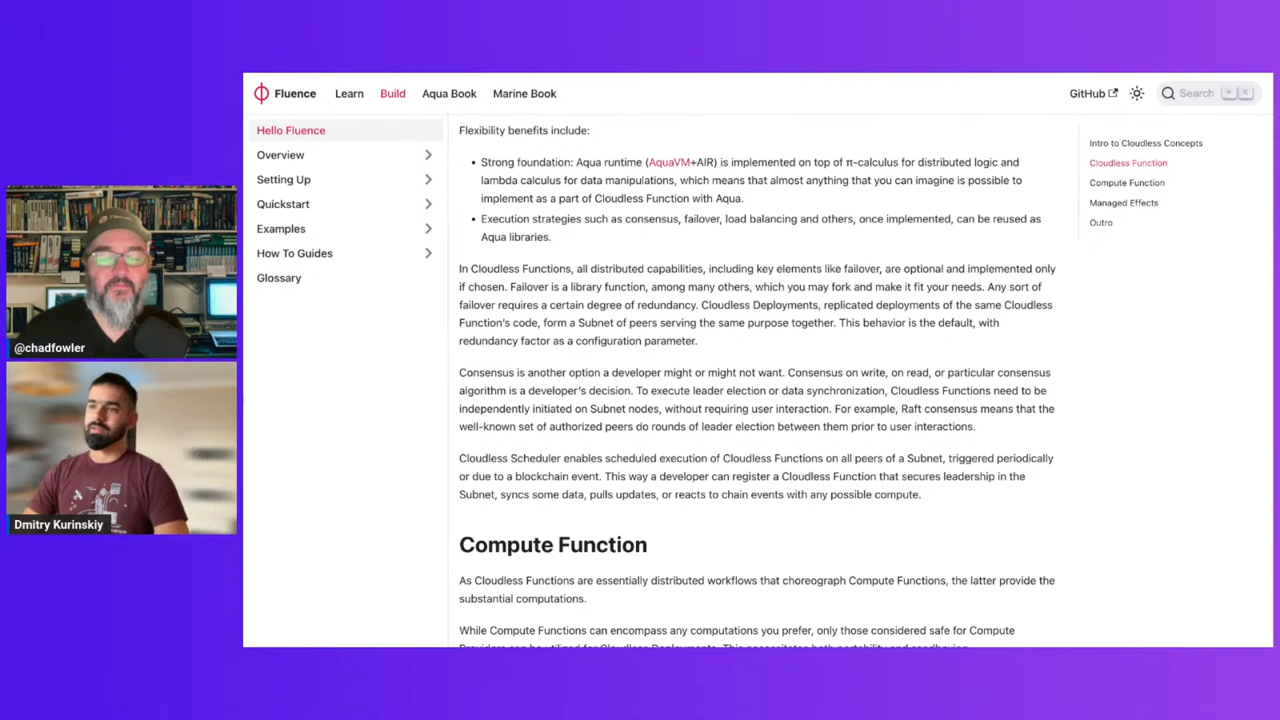 Fluence
Learn
Build
Aqua Book
Marine Book
GitHub
Search
K
Hello Fluence
Overview
Setting Up
Quickstart
Examples
How To Guides
Glossary
Flexibility benefits include:
• Strong foundation: Aqua runtime (AquaVM+AIR) is implemented on top of π-calculus for distributed logic and
lambda calculus for data manipulations, which means that almost anything that you can imagine is possible to
implement as a part of Cloudless Function with Aqua.
• Execution strategies such as consensus, failover, load balancing and others, once implemented, can be reused as
Aqua libraries.
In Cloudless Functions, all distributed capabilities, including key elements like failover, are optional and implemented only
if chosen. Failover is a library function, among many others, which you may fork and make it fit your needs. Any sort of
failover requires a certain degree of redundancy. Cloudless Deployments, replicated deployments of the same Cloudless
Function's code, form a Subnet of peers serving the same purpose together. This behavior is the default, with
redundancy factor as a configuration parameter.
Consensus is another option a developer might or might not want. Consensus on write, on read, or particular consensus
algorithm is a developer's decision. To execute leader election or data synchronization, Cloudless Functions need to be
independently initiated on Subnet nodes, without requiring user interaction. For example, Raft consensus means that the
well-known set of authorized peers do rounds of leader election between them prior to user interactions.
Cloudless Scheduler enables scheduled execution of Cloudless Functions on all peers of a Subnet, triggered periodically
or due to a blockchain event. This way a developer can register a Cloudless Function that secures leadership in the
Subnet, syncs some data, pulls updates, or reacts to chain events with any possible compute.
Compute Function
As Cloudless Functions are essentially distributed workflows that choreograph Compute Functions, the latter provide the
substantial computations.
While Compute Functions can encompass any computations you prefer, only those considered safe for Compute
Providers can be utilized for Cloudless Deployments. This necessitates both portability and sandboxing.
Intro to Cloudless Concepts
Cloudless Function
Compute Function
Managed Effects
Outro
@chadfowler
Dmitry Kurinskiy